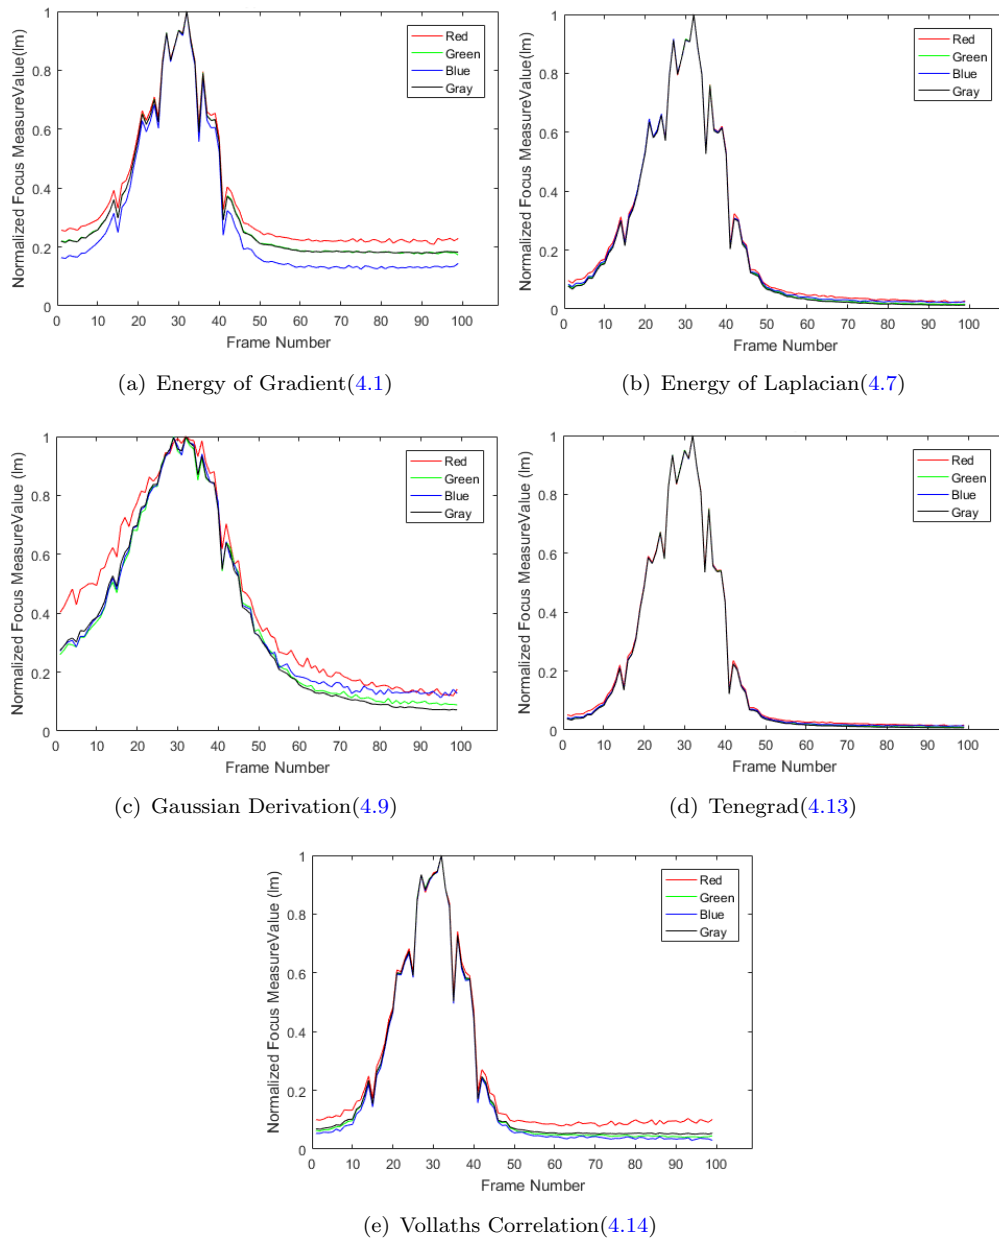 Normalized Focus MeasureValue(Im)
1
0.8
0.6
0.4
0.2
0
0 10 20 30 40 50 60 70 80 90 100
Frame Number
Red
Green
Blue
Gray
(a) Energy of Gradient(4.1)
Normalized Focus MeasureValue (Im)
1
0.8
0.6
0.4
0.2
0
0 10 20 30 40 50 60 70 80 90 100
Frame Number
Red
Green
Blue
Gray
(b) Energy of Laplacian(4.7)
Normalized Focus MeasureValue (Im)
1
0.8
0.6
0.4
0.2
0
0 10 20 30 40 50 60 70 80 90 100
Frame Number
Red
Green
Blue
Gray
(c) Gaussian Derivation(4.9)
Normalized Focus MeasureValue (Im)
1
0.8
0.6
0.4
0.2
0
0 10 20 30 40 50 60 70 80 90 100
Frame Number
Red
Green
Blue
Gray
(d) Tenegrad(4.13)
Normalized Focus MeasureValue (Im)
1
0.8
0.6
0.4
0.2
0
0 10 20 30 40 50 60 70 80 90 100
Frame Number
Red
Green
Blue
Gray
(e) Vollaths Correlation(4.14)